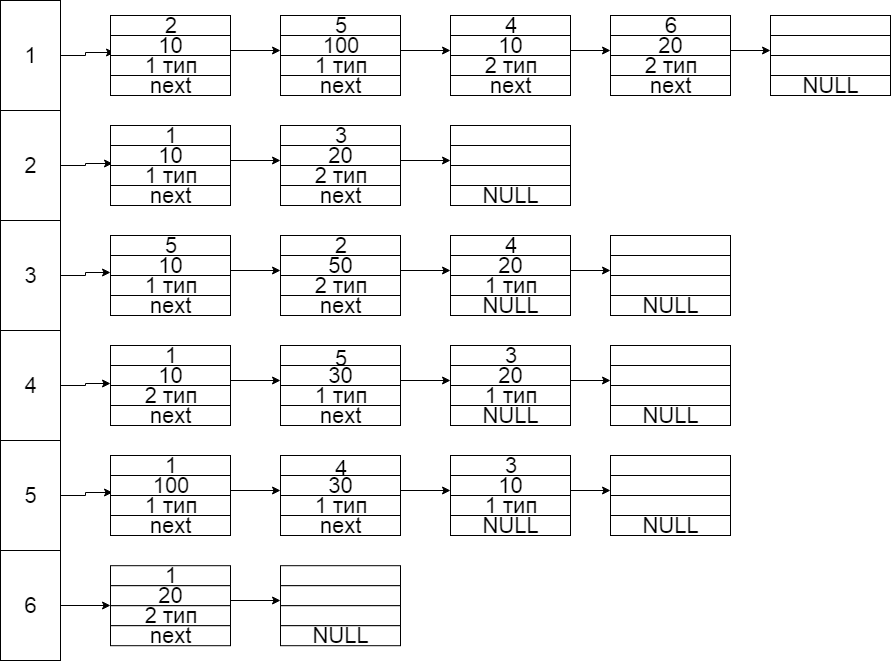 1
2 5 4 6
10 100 10 20
1 тип 1 тип 2 тип 2 тип
next next next next NULL
2
1 3
10 20
1 тип 2 тип
next next NULL
3
5 2 4
10 50 20
1 тип 2 тип 1 тип
next next NULL NULL
4
1 5 3
10 30 20
2 тип 1 тип 1 тип
next next NULL NULL
5
1 4 3
100 30 10
1 тип 1 тип 1 тип
next next NULL NULL
6
1
20
2 тип
next NULL